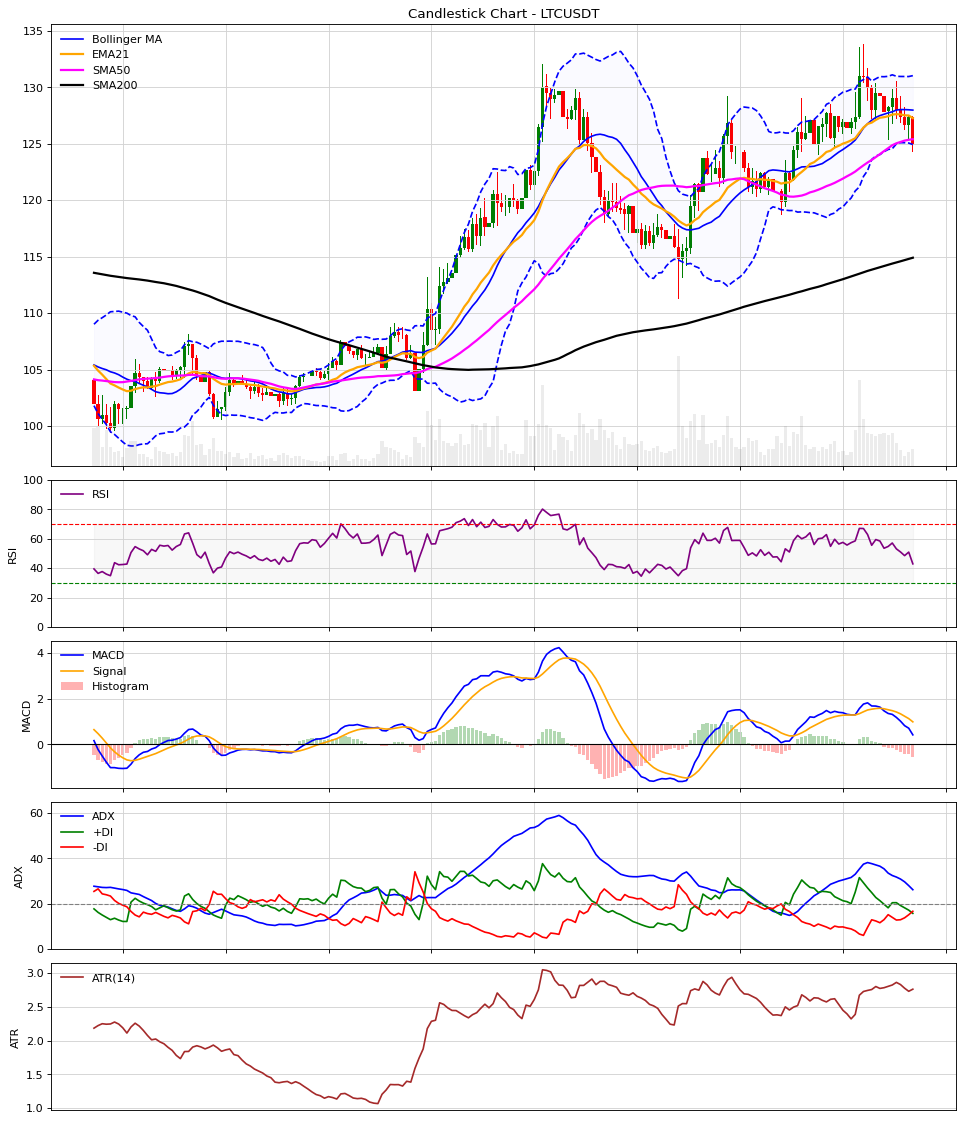 Candlestick Chart - LTCUSDT
Bollinger MA
EMA21
SMA50
SMA200
135
130
125
120
115
110
105
100
RSI
RSI
100
80
60
40
20
0
MACD
Signal
Histogram
MACD
4
2
0
ADX
+DI
-DI
ADX
60
40
20
0
ATR(14)
ATR
3.0
2.5
2.0
1.5
1.0